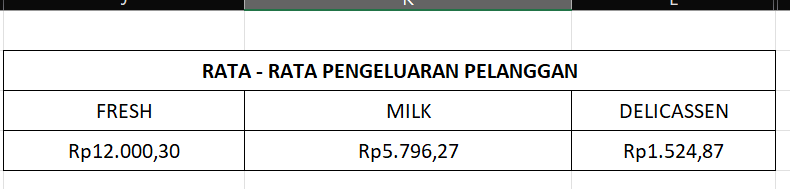 J K L
RATA - RATA PENGELUARAN PELANGGAN
FRESH MILK DELICASSEN
Rp12.000,30 Rp5.796,27 Rp1.524,87